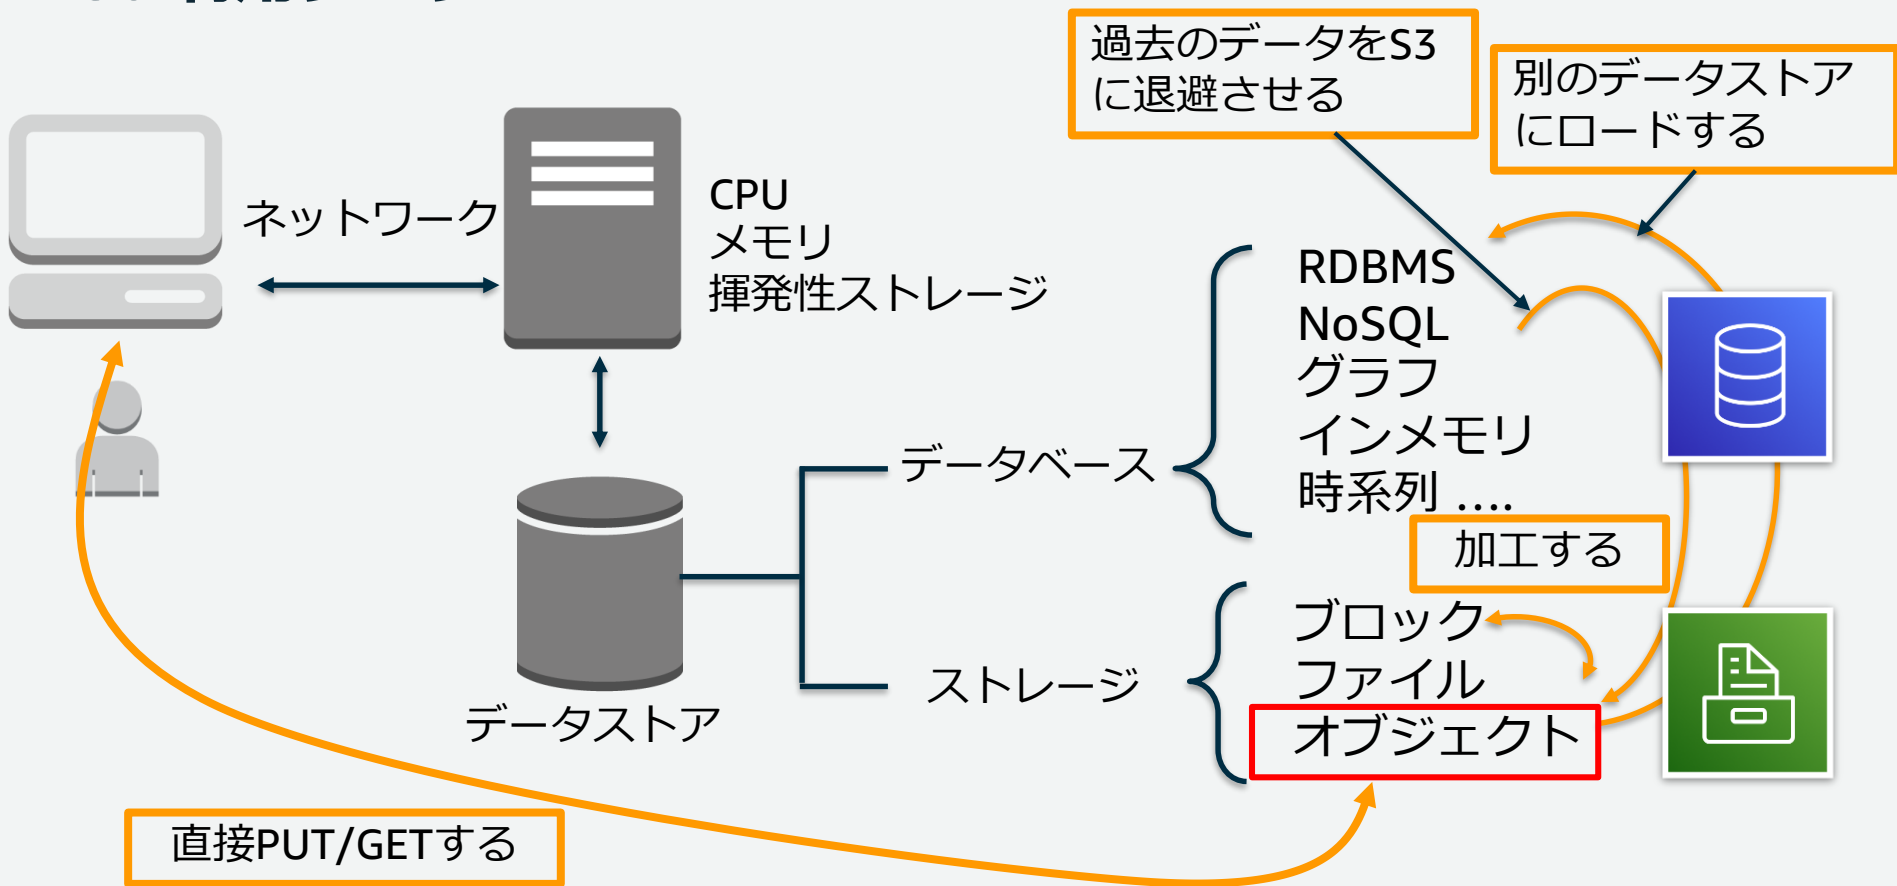 過去のデータをS3
に退避させる
別のデータストア
にロードする
ネットワーク
CPU
メモリ
揮発性ストレージ
RDBMS
NoSQL
グラフ
インメモリ
時系列 ....
データベース
加工する
ブロック
ファイル
オブジェクト
ストレージ
データストア
直接PUT/GETする